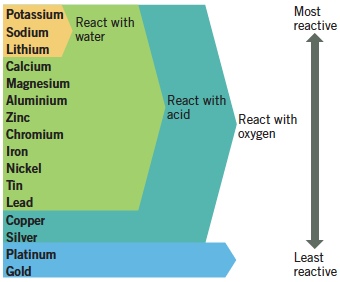 Potassium
Sodium
Lithium
Calcium
Magnesium
Aluminium
Zinc
Chromium
Iron
Nickel
Tin
Lead
Copper
Silver
Platinum
Gold
React with
water
React with
acid
React with
oxygen
Most
reactive
Least
reactive